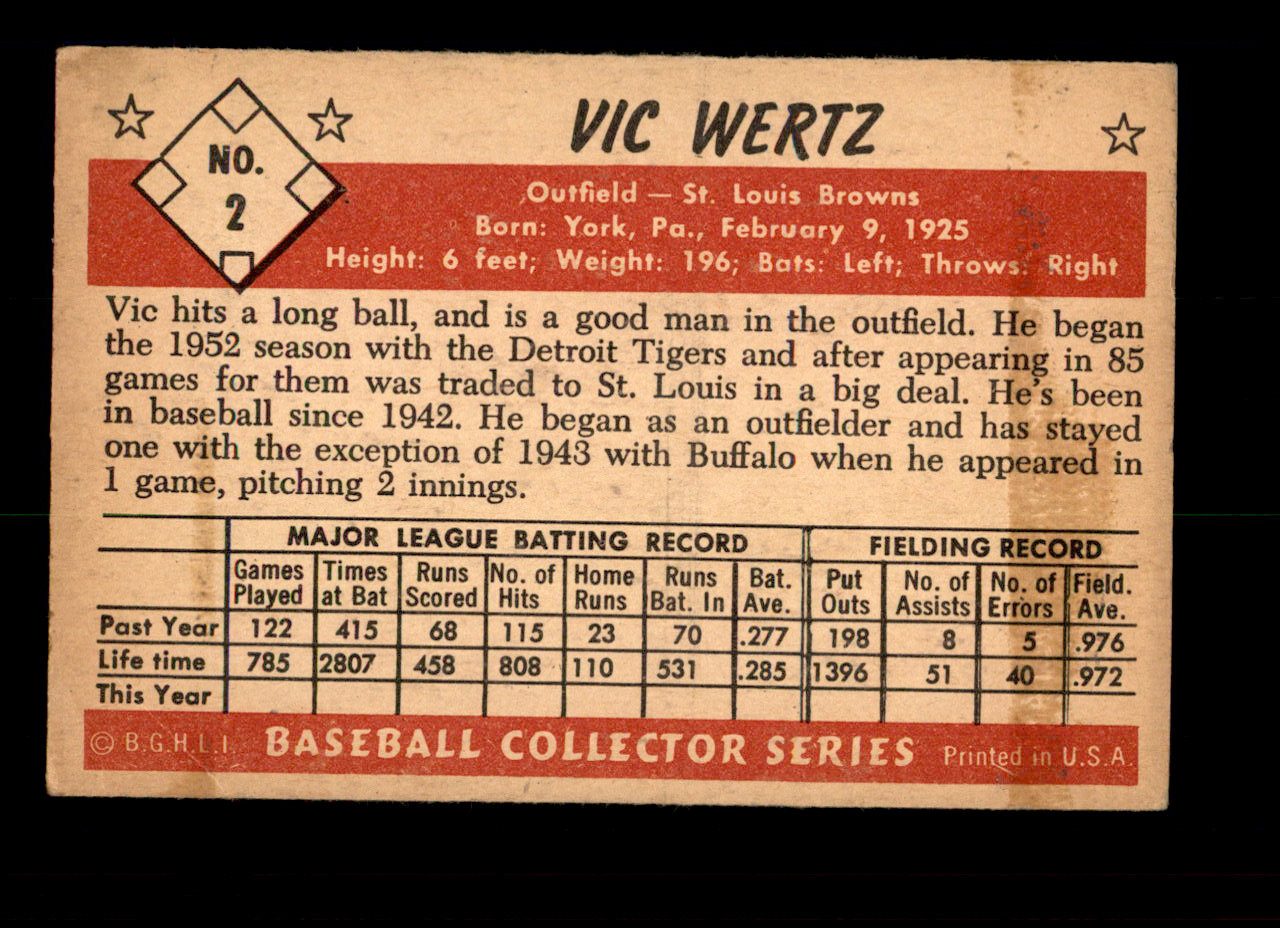 VIC WERTZ
NO.
2
Outfield — St. Louis Browns
Born: York, Pa., February 9, 1925
Height: 6 feet; Weight: 196; Bats: Left; Throws: Right
Vic hits a long ball, and is a good man in the outfield. He began
the 1952 season with the Detroit Tigers and after appearing in 85
games for them was traded to St. Louis in a big deal. He's been
in baseball since 1942. He began as an outfielder and has stayed
one with the exception of 1943 with Buffalo when he appeared in
1 game, pitching 2 innings.
MAJOR LEAGUE BATTING RECORD FIELDING RECORD
Games Times Runs No. of Home Runs Bat. Put No. of No. of Field.
Played at Bat Scored Hits Runs Bat. In Ave. Outs Assists Errors Ave.
Past Year 122 415 68 115 23 70 .277 198 8 5 .976
Life time 785 2807 458 808 110 531 .285 1396 51 40 .972
This Year
© B.G.H.L.I. BASEBALL COLLECTOR SERIES Printed in U.S.A.